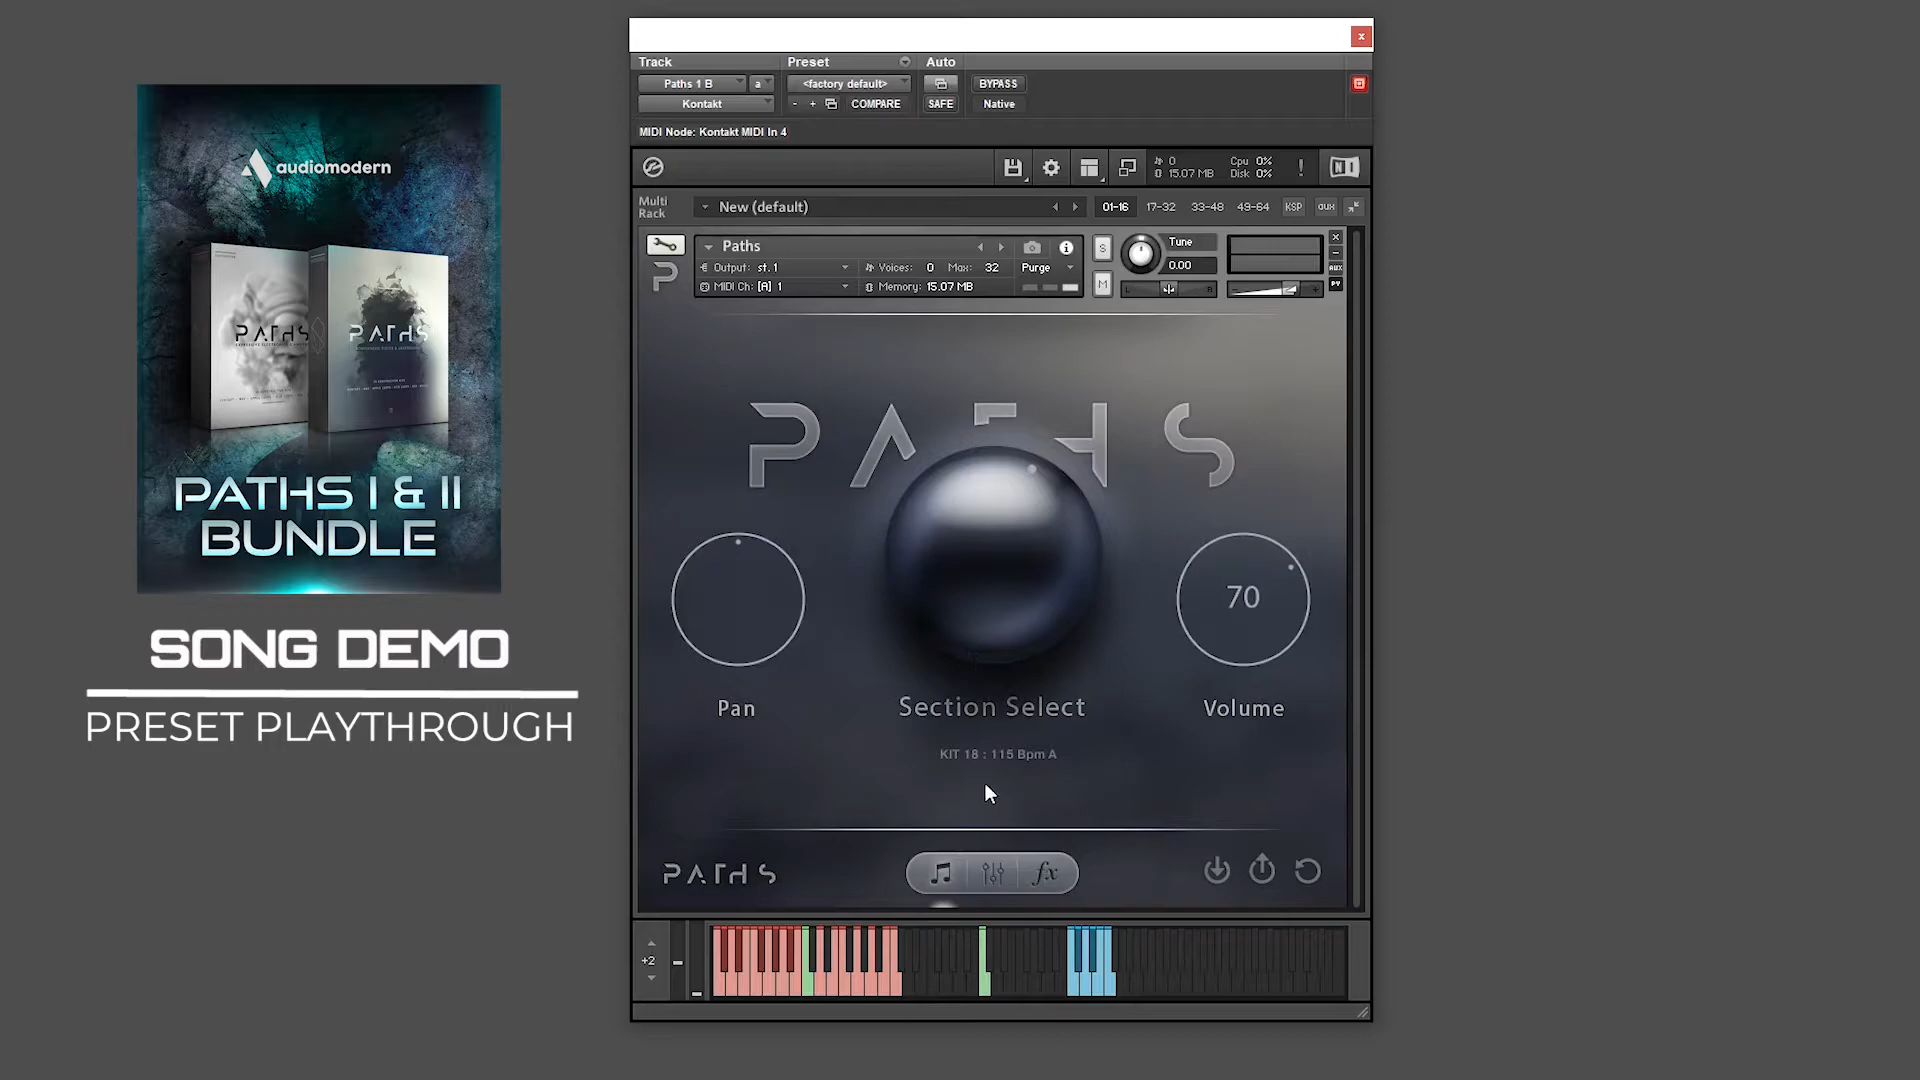 audiomodern
PATHS
PATHS
PATHS I & II
BUNDLE
SONG DEMO
PRESET PLAYTHROUGH
x
Track
Preset
Auto
Paths 1 B
a
<factory default>
BYPASS
Kontakt
- +
COMPARE
SAFE
Native
MIDI Node: Kontakt MIDI In 4
0
15.07 MB
Cpu 0%
Disk 0%
!
NI
Multi
Rack
New (default)
01-16
17-32
33-48
49-64
KSP
aux
Paths
Output: st. 1
Voices: 0 Max: 32
Purge
MIDI Ch: [A] 1
Memory: 15.07 MB
S
M
Tune
0.00
L
R
x
-
AUX
PV
PATHS
70
Pan
Section Select
Volume
KIT 18 : 115 Bpm A
PATHS
fx
+2